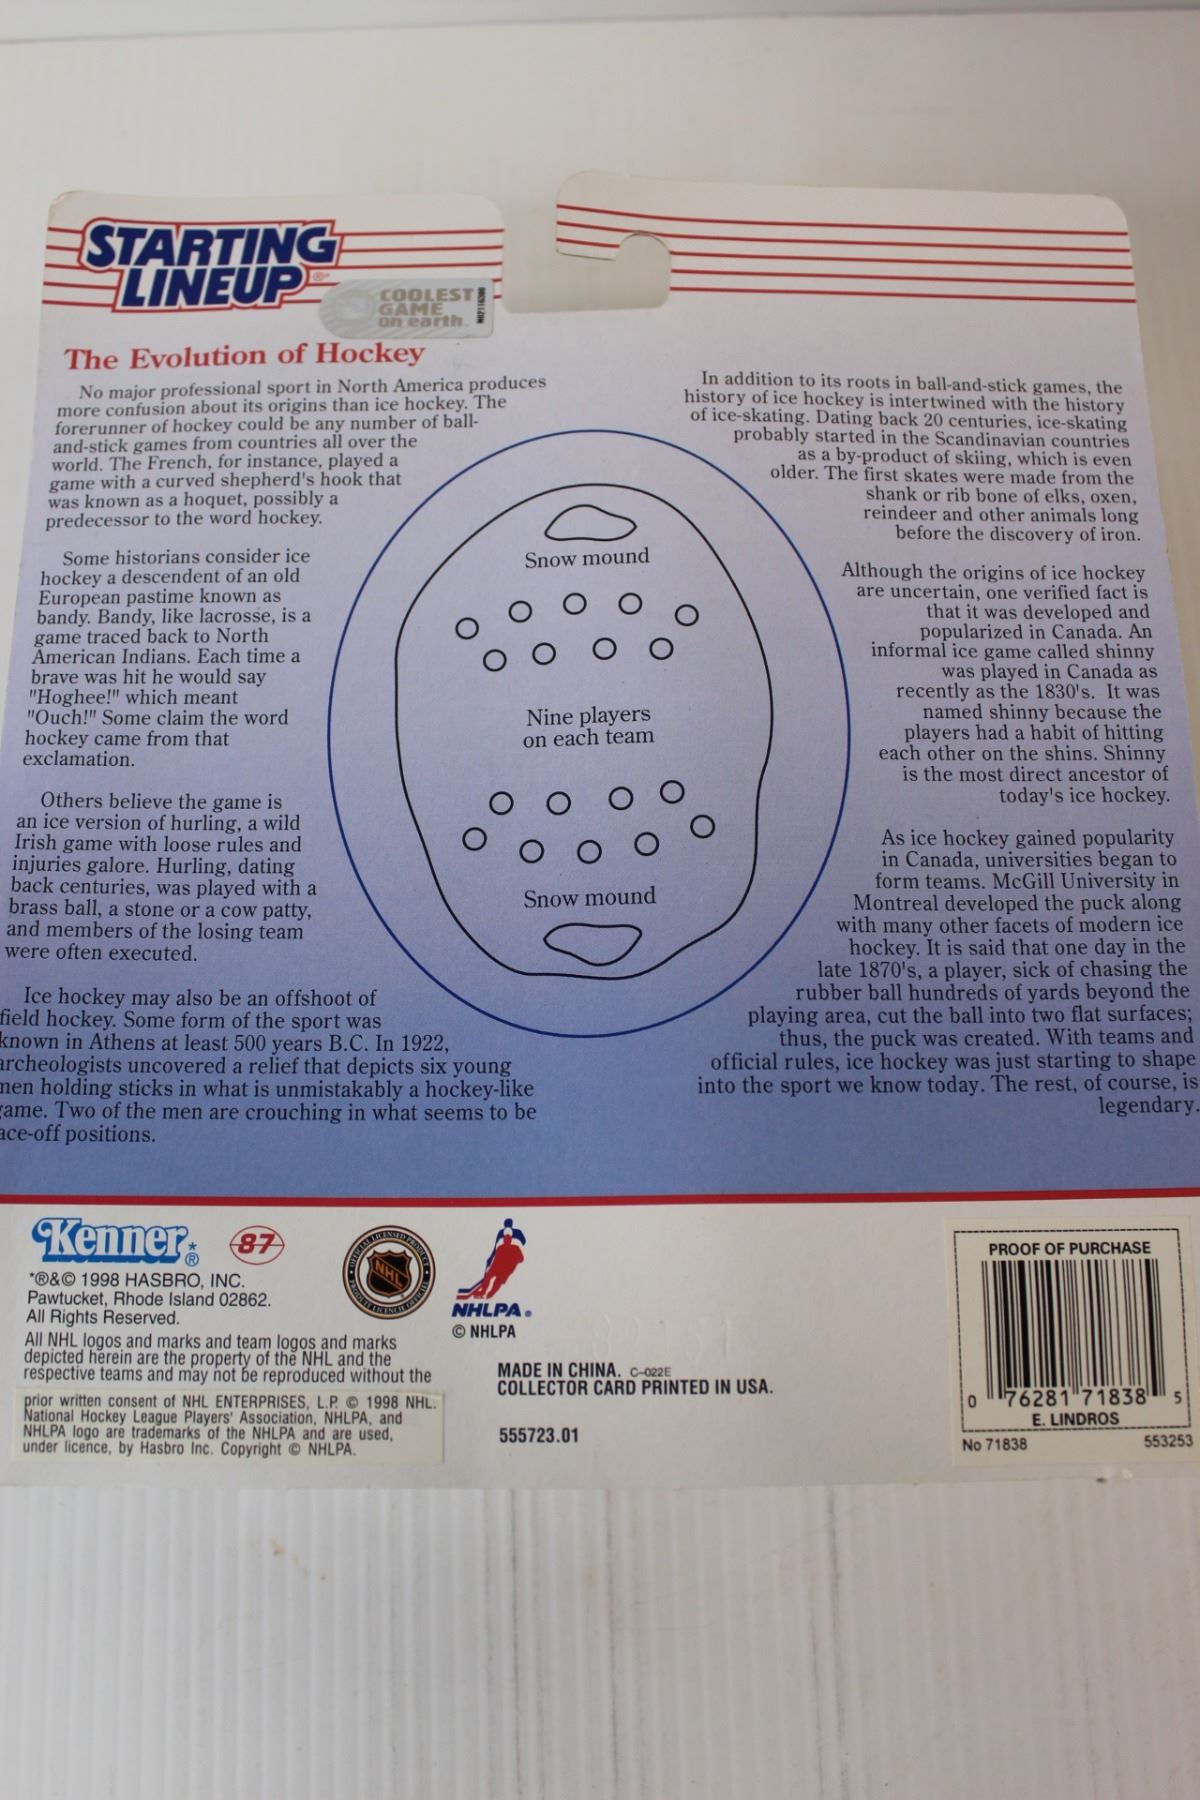 STARTING
LINEUP®
COOLEST
GAME
on earth.
The Evolution of Hockey
No major professional sport in North America produces
more confusion about its origins than ice hockey. The
forerunner of hockey could be any number of ball-
and-stick games from countries all over the
world. The French, for instance, played a
game with a curved shepherd's hook that
was known as a hoquet, possibly a
predecessor to the word hockey.
Some historians consider ice
hockey a descendent of an old
European pastime known as
bandy. Bandy, like lacrosse, is a
game traced back to North
American Indians. Each time a
brave was hit he would say
"Hoghee!" which meant
"Ouch!" Some claim the word
hockey came from that
exclamation.
Others believe the game is
an ice version of hurling, a wild
Irish game with loose rules and
injuries galore. Hurling, dating
back centuries, was played with a
brass ball, a stone or a cow patty,
and members of the losing team
were often executed.
Ice hockey may also be an offshoot of
field hockey. Some form of the sport was
known in Athens at least 500 years B.C. In 1922,
archeologists uncovered a relief that depicts six young
men holding sticks in what is unmistakably a hockey-like
game. Two of the men are crouching in what seems to be
ace-off positions.
Snow mound
Nine players
on each team
Snow mound
In addition to its roots in ball-and-stick games, the
history of ice hockey is intertwined with the history
of ice-skating. Dating back 20 centuries, ice-skating
probably started in the Scandinavian countries
as a by-product of skiing, which is even
older. The first skates were made from the
shank or rib bone of elks, oxen,
reindeer and other animals long
before the discovery of iron.
Although the origins of ice hockey
are uncertain, one verified fact is
that it was developed and
popularized in Canada. An
informal ice game called shinny
was played in Canada as
recently as the 1830's. It was
named shinny because the
players had a habit of hitting
each other on the shins. Shinny
is the most direct ancestor of
today's ice hockey.
As ice hockey gained popularity
in Canada, universities began to
form teams. McGill University in
Montreal developed the puck along
with many other facets of modern ice
hockey. It is said that one day in the
late 1870's, a player, sick of chasing the
rubber ball hundreds of yards beyond the
playing area, cut the ball into two flat surfaces;
thus, the puck was created. With teams and
official rules, ice hockey was just starting to shape
into the sport we know today. The rest, of course, is
legendary.
Kenner*®
87
*®&© 1998 HASBRO, INC.
Pawtucket, Rhode Island 02862.
All Rights Reserved.
All NHL logos and marks and team logos and marks
depicted herein are the property of the NHL and the
respective teams and may not be reproduced without the
prior written consent of NHL ENTERPRISES, L.P. © 1998 NHL.
National Hockey League Players' Association, NHLPA, and
NHLPA logo are trademarks of the NHLPA and are used,
under licence, by Hasbro Inc. Copyright © NHLPA.
OFFICIAL LICENSED PRODUCT
NHL
PRODUIT LICENCIE OFFICIEL
NHLPA®
© NHLPA
MADE IN CHINA. C-022E
COLLECTOR CARD PRINTED IN USA.
555723.01
PROOF OF PURCHASE
0 76281 71838 5
E. LINDROS
No 71838 553253